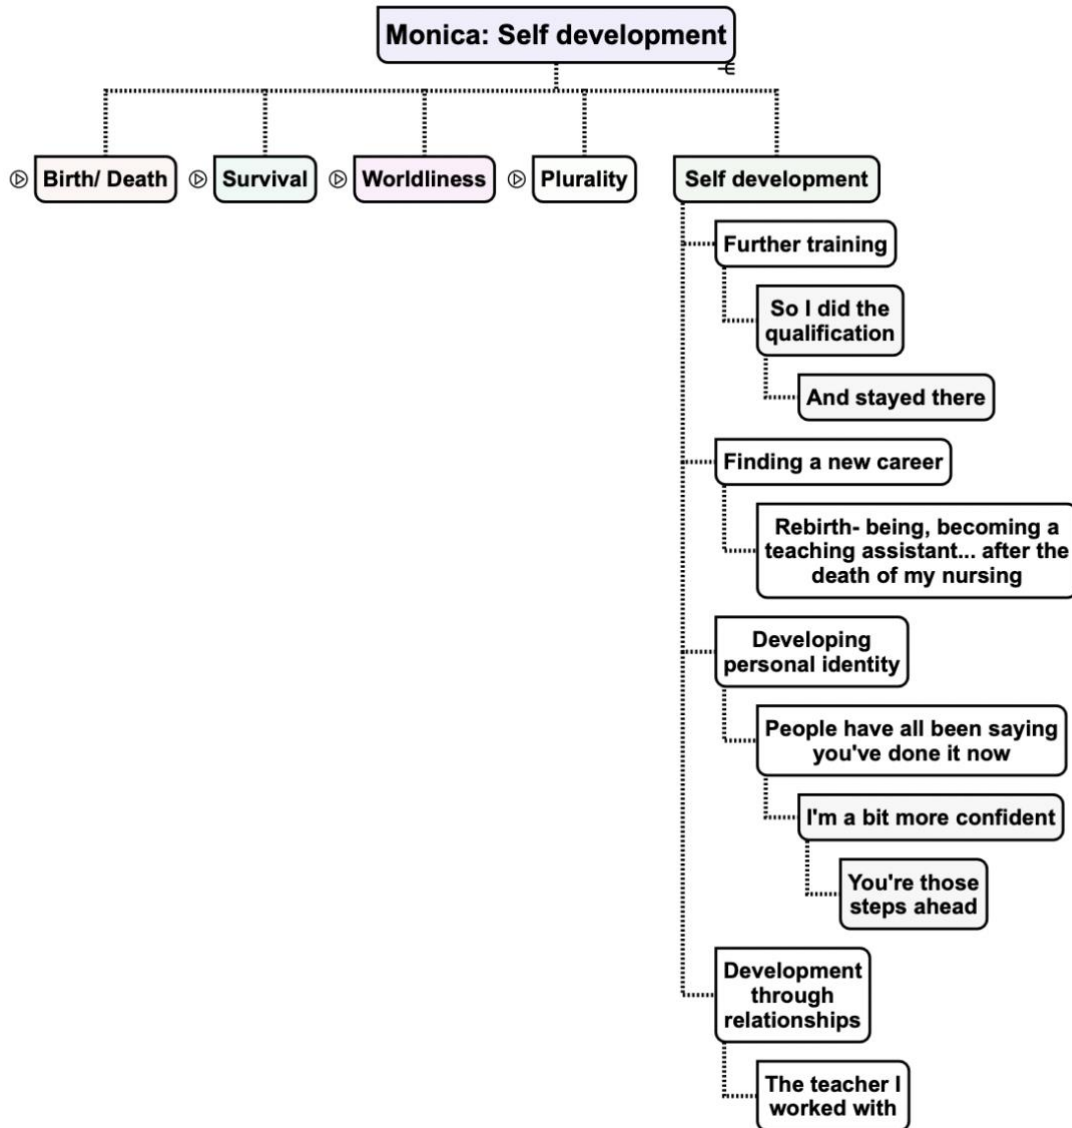 Monica: Self development
Birth/ Death
Survival
Worldliness
Plurality
Self development
Further training
So I did the
qualification
And stayed there
Finding a new career
Rebirth- being, becoming a
teaching assistant... after the
death of my nursing
Developing
personal identity
People have all been saying
you've done it now
I'm a bit more confident
You're those
steps ahead
Development
through
relationships
The teacher I
worked with